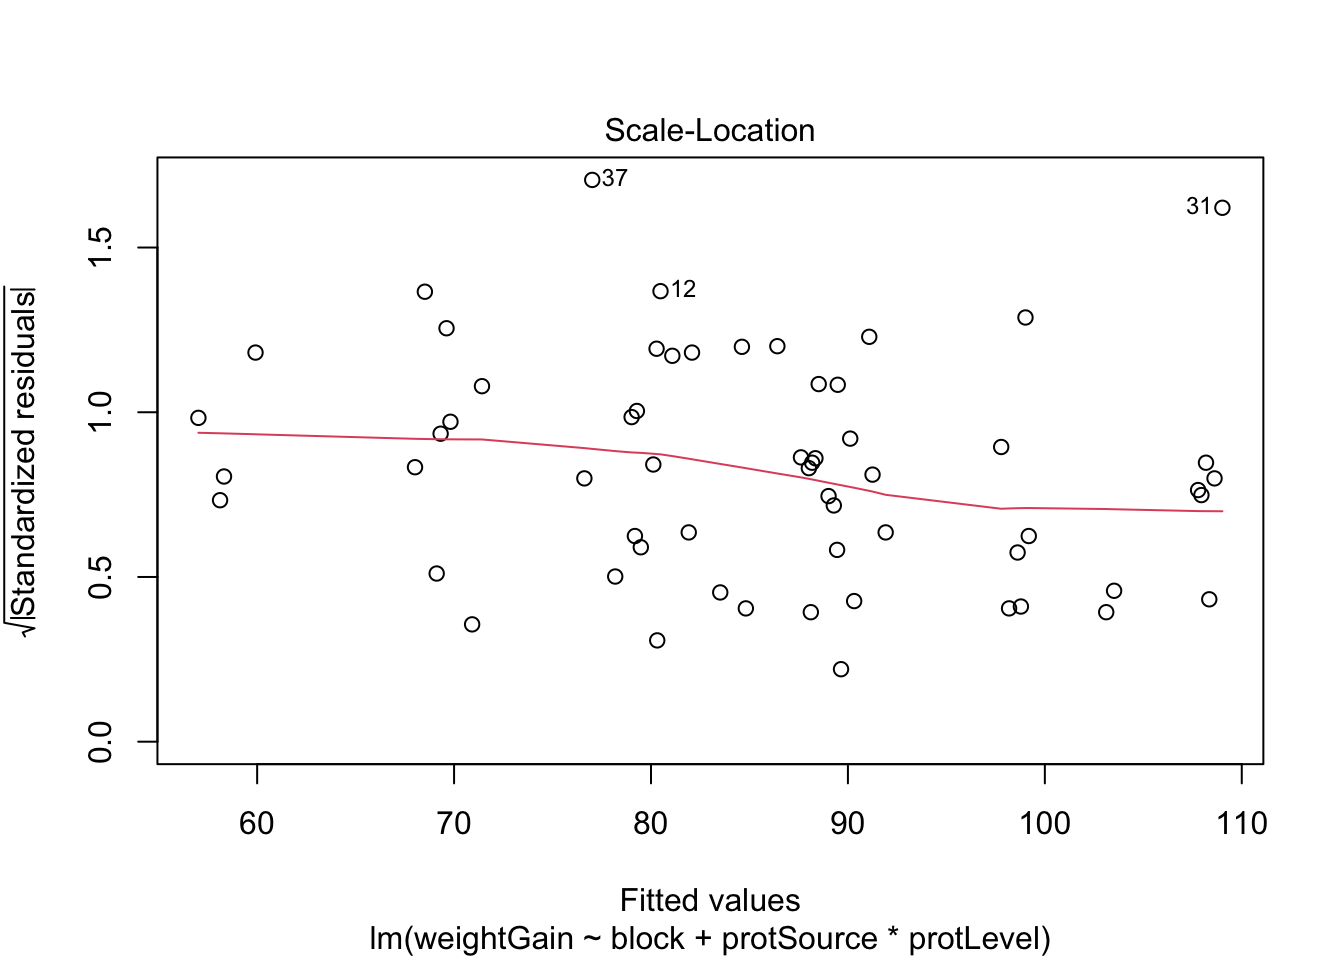 Scale-Location
37
31
12
√|Standardized residuals|
0.0
0.5
1.0
1.5
60 70 80 90 100 110
Fitted values
lm(weightGain ~ block + protSource * protLevel)